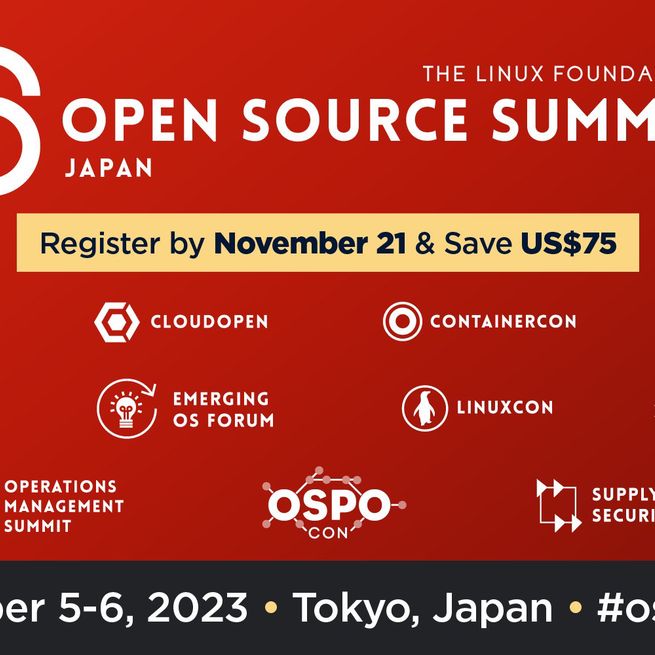 THE LINUX FOUNDA
OPEN SOURCE SUMM
JAPAN
Register by November 21 & Save US$75
CLOUDOPEN
CONTAINERCON
EMERGING
OS FORUM
LINUXCON
OPERATIONS
MANAGEMENT
SUMMIT
OSPO
CON
SUPPLY
SECURI
ber 5-6, 2023 • Tokyo, Japan • #os